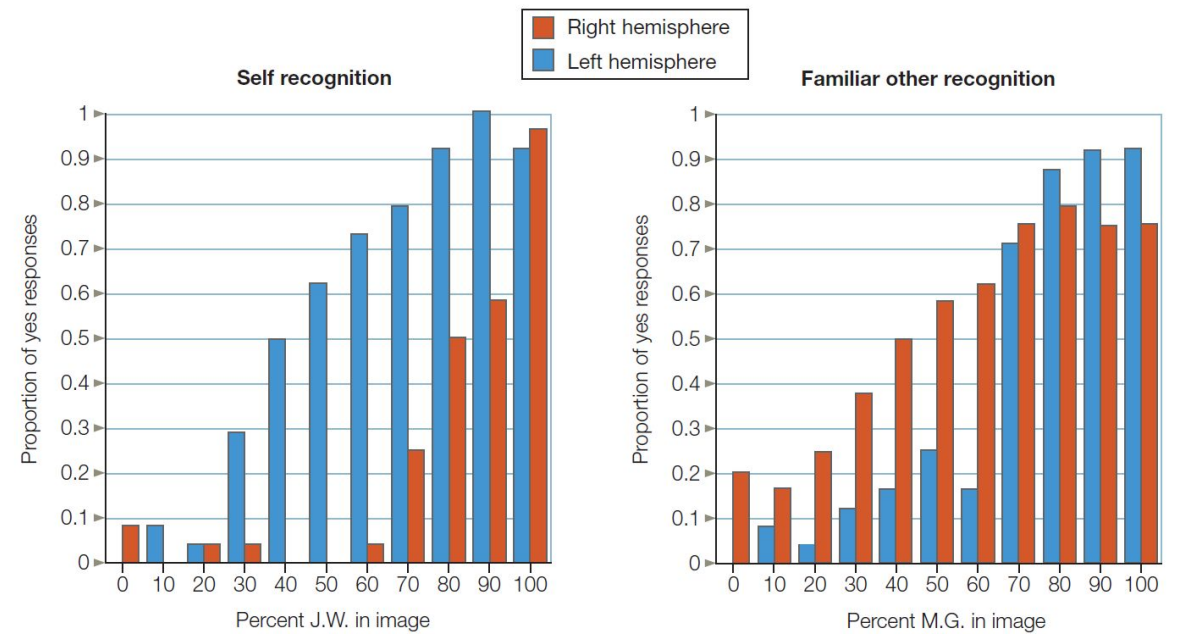 Right hemisphere
Left hemisphere
Self recognition
Proportion of yes responses
1
0.9
0.8
0.7
0.6
0.5
0.4
0.3
0.2
0.1
0
0 10 20 30 40 50 60 70 80 90 100
Percent J.W. in image
Familiar other recognition
Proportion of yes responses
1
0.9
0.8
0.7
0.6
0.5
0.4
0.3
0.2
0.1
0
0 10 20 30 40 50 60 70 80 90 100
Percent M.G. in image